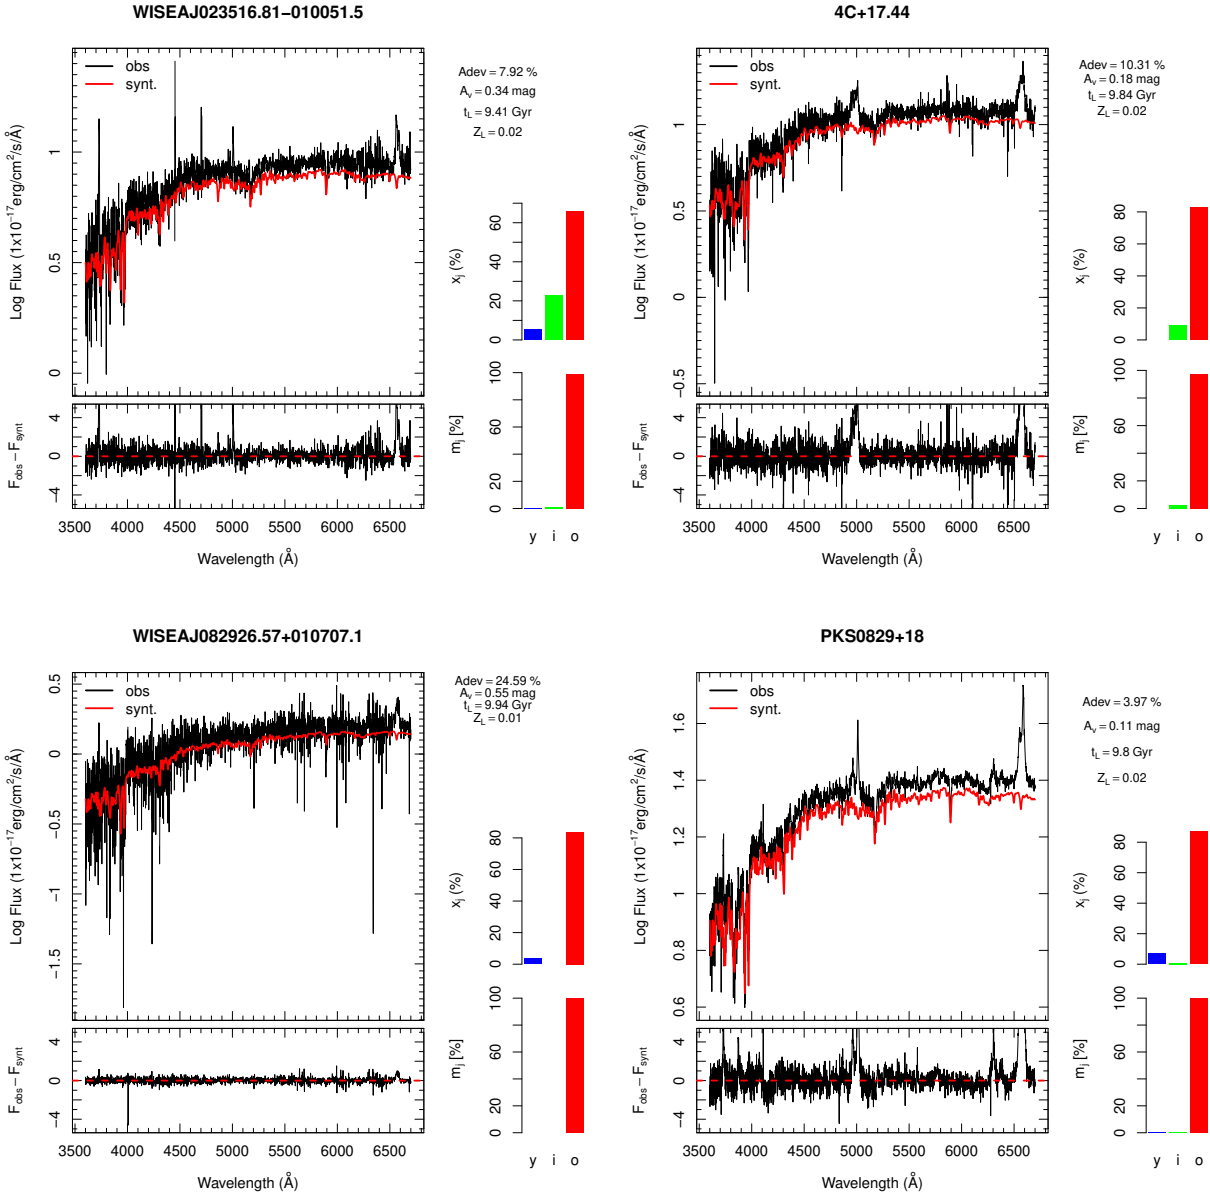 WISEAJ023516.81−010051.5
obs
synt.
Adev = 7.92 %
Av = 0.34 mag
tL = 9.41 Gyr
ZL = 0.02
Log Flux (1x10−17erg/cm2/s/Å)
0 0.5 1
xj (%)
0 20 40 60
mj [%]
0 60 100
Fobs − Fsynt
−4 0 4
3500 4000 4500 5000 5500 6000 6500
Wavelength (Å)
y i o
4C+17.44
obs
synt.
Adev = 10.31 %
Av = 0.18 mag
tL = 9.84 Gyr
ZL = 0.02
Log Flux (1x10−17erg/cm2/s/Å)
−0.5 0 0.5 1
xj (%)
0 20 40 60 80
mj [%]
0 60 100
Fobs − Fsynt
−4 0 4
3500 4000 4500 5000 5500 6000 6500
Wavelength (Å)
y i o
WISEAJ082926.57+010707.1
obs
synt.
Adev = 24.59 %
Av = 0.55 mag
tL = 9.94 Gyr
ZL = 0.01
Log Flux (1x10−17erg/cm2/s/Å)
−1.5 −1 −0.5 0 0.5
xj (%)
0 20 40 60 80
mj [%]
0 60 100
Fobs − Fsynt
−4 0 4
3500 4000 4500 5000 5500 6000 6500
Wavelength (Å)
y i o
PKS0829+18
obs
synt.
Adev = 3.97 %
Av = 0.11 mag
tL = 9.8 Gyr
ZL = 0.02
Log Flux (1x10−17erg/cm2/s/Å)
0.6 0.8 1 1.2 1.4 1.6
xj (%)
0 20 40 60 80
mj [%]
0 60 100
Fobs − Fsynt
−4 0 4
3500 4000 4500 5000 5500 6000 6500
Wavelength (Å)
y i o